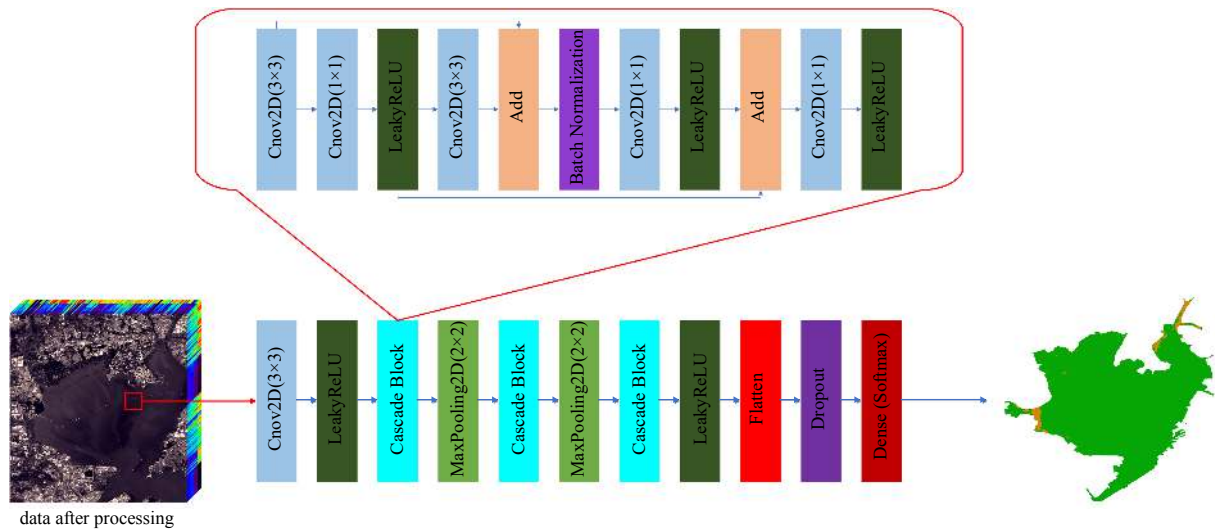 Cnov2D(3×3)
Cnov2D(1×1)
LeakyReLU
Cnov2D(3×3)
Add
Batch Normalization
Cnov2D(1×1)
LeakyReLU
Add
Cnov2D(1×1)
LeakyReLU
Cnov2D(3×3)
LeakyReLU
Cascade Block
MaxPooling2D(2×2)
Cascade Block
MaxPooling2D(2×2)
Cascade Block
LeakyReLU
Flatten
Dropout
Dense (Softmax)
data after processing